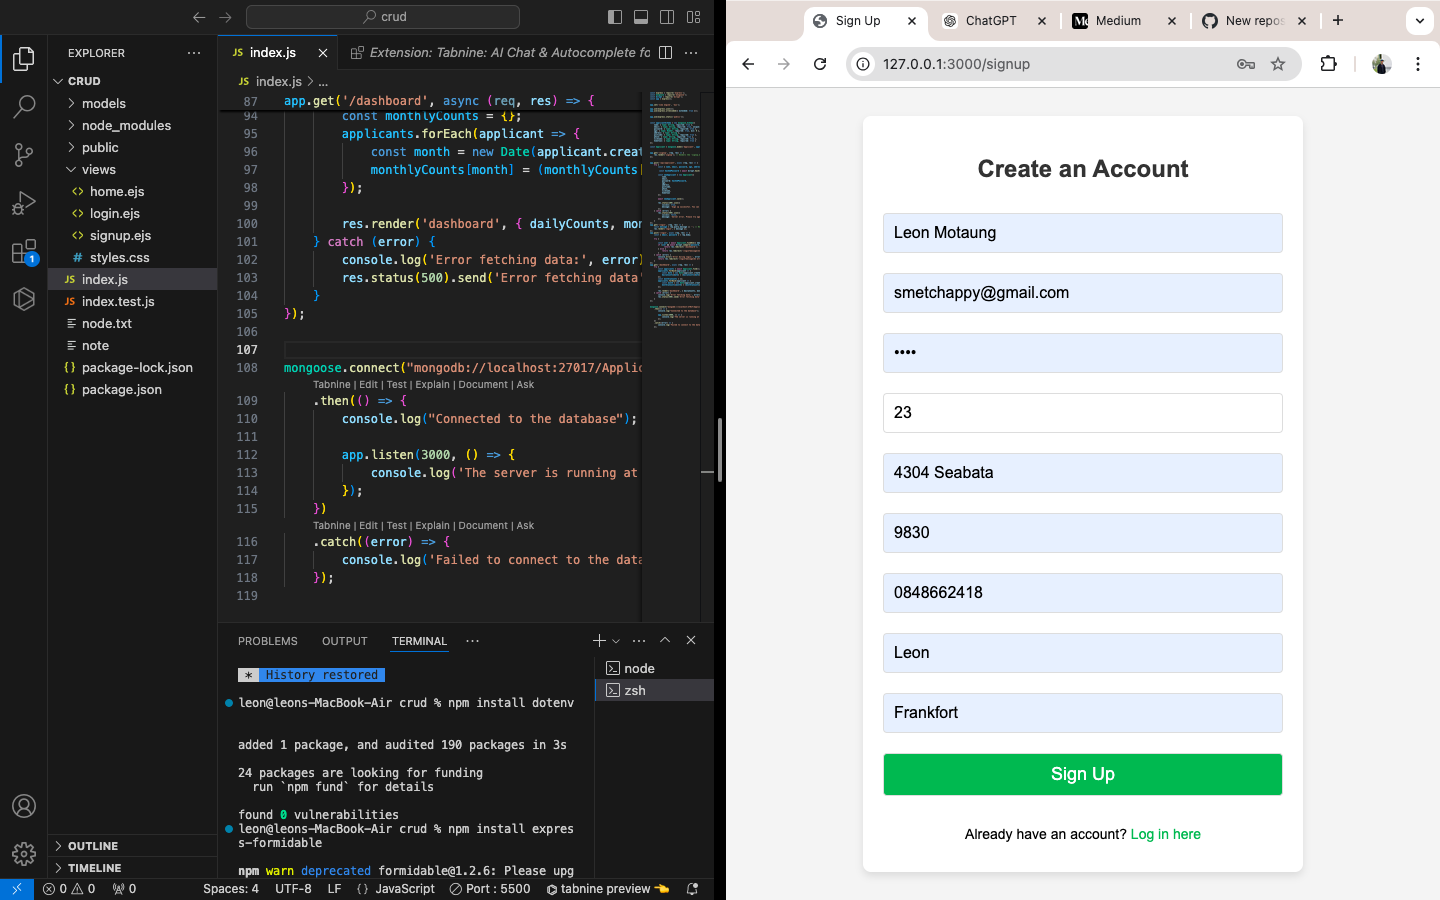 crud
EXPLORER
CRUD
models
node_modules
public
views
home.ejs
login.ejs
signup.ejs
styles.css
index.js
index.test.js
node.txt
note
package-lock.json
package.json
OUTLINE
TIMELINE
1
JS index.js
Extension: Tabnine: AI Chat & Autocomplete fo
JS index.js > ...
87 app.get('/dashboard', async (req, res) => {
94 const monthlyCounts = {};
95 applicants.forEach(applicant => {
96 const month = new Date(applicant.creat
97 monthlyCounts[month] = (monthlyCounts[
98 });
99
100 res.render('dashboard', { dailyCounts, mon
101 } catch (error) {
102 console.log('Error fetching data:', error)
103 res.status(500).send('Error fetching data'
104 }
105 });
106
107
108 mongoose.connect("mongodb://localhost:27017/Applic
Tabnine | Edit | Test | Explain | Document | Ask
109 .then(() => {
110 console.log("Connected to the database");
111
112 app.listen(3000, () => {
113 console.log('The server is running at
114 });
115 })
Tabnine | Edit | Test | Explain | Document | Ask
116 .catch((error) => {
117 console.log('Failed to connect to the data
118 });
119
PROBLEMS OUTPUT TERMINAL
* History restored
leon@leons-MacBook-Air crud % npm install dotenv
added 1 package, and audited 190 packages in 3s
24 packages are looking for funding
run `npm fund` for details
found 0 vulnerabilities
leon@leons-MacBook-Air crud % npm install expres
s-formidable
npm warn deprecated formidable@1.2.6: Please upg
node
zsh
0 0 0 Spaces: 4 UTF-8 LF {} JavaScript Port : 5500 tabnine preview
Sign Up
ChatGPT
Medium
New repos
127.0.0.1:3000/signup
Create an Account
Leon Motaung
smetchappy@gmail.com
••••
23
4304 Seabata
9830
0848662418
Leon
Frankfort
Sign Up
Already have an account? Log in here